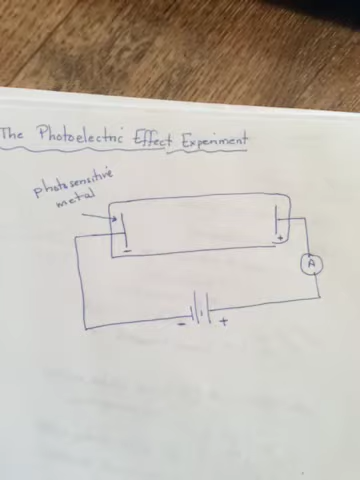 The Photoelectric Effect Experiment
photosensitive
metal
-
+
A
-
+